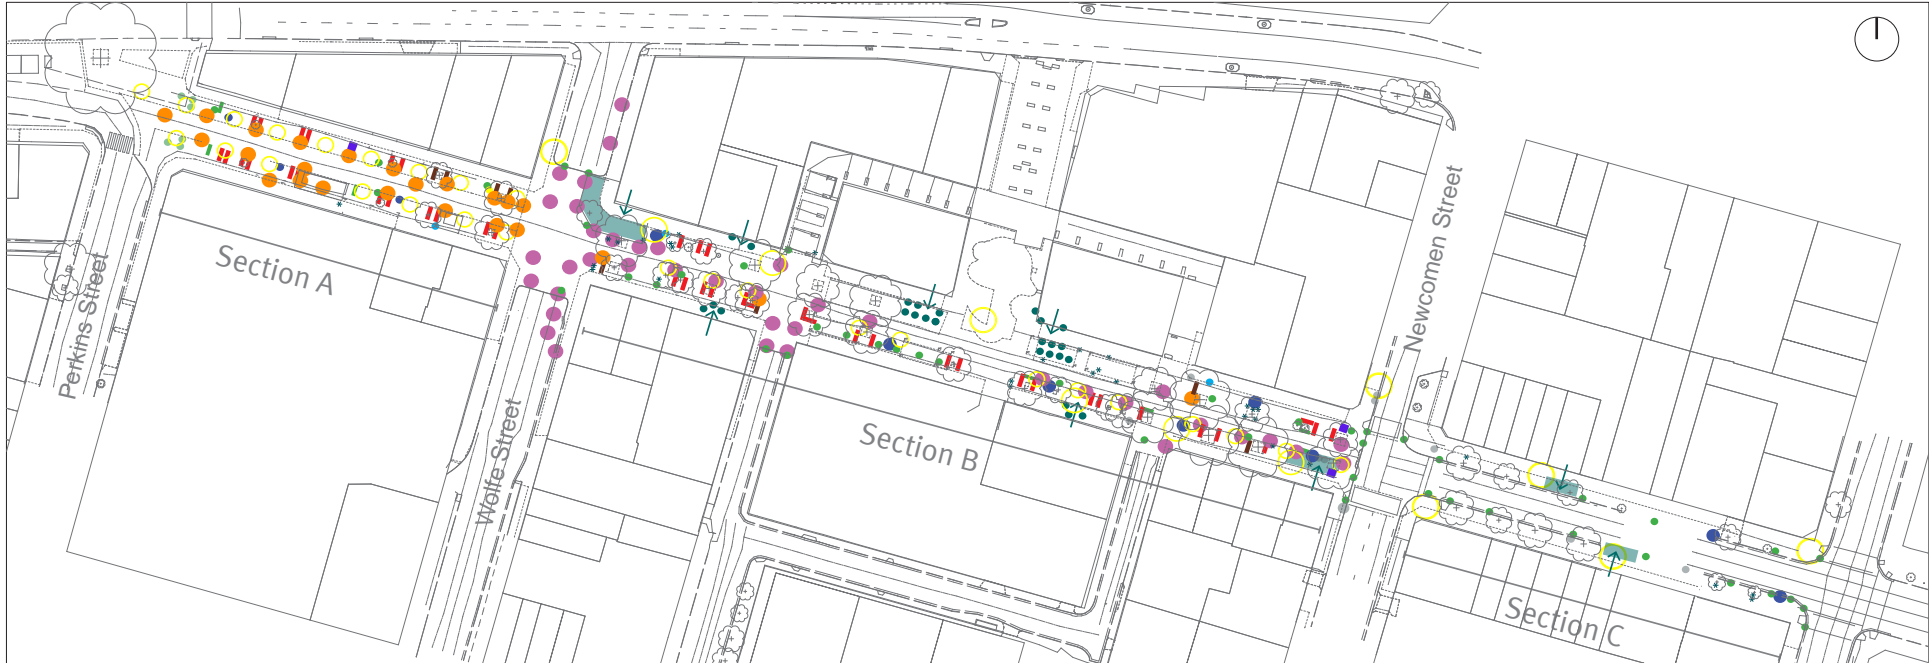 Section A
Perkins Street
Wolfe Street
Section B
Newcomen Street
Section C